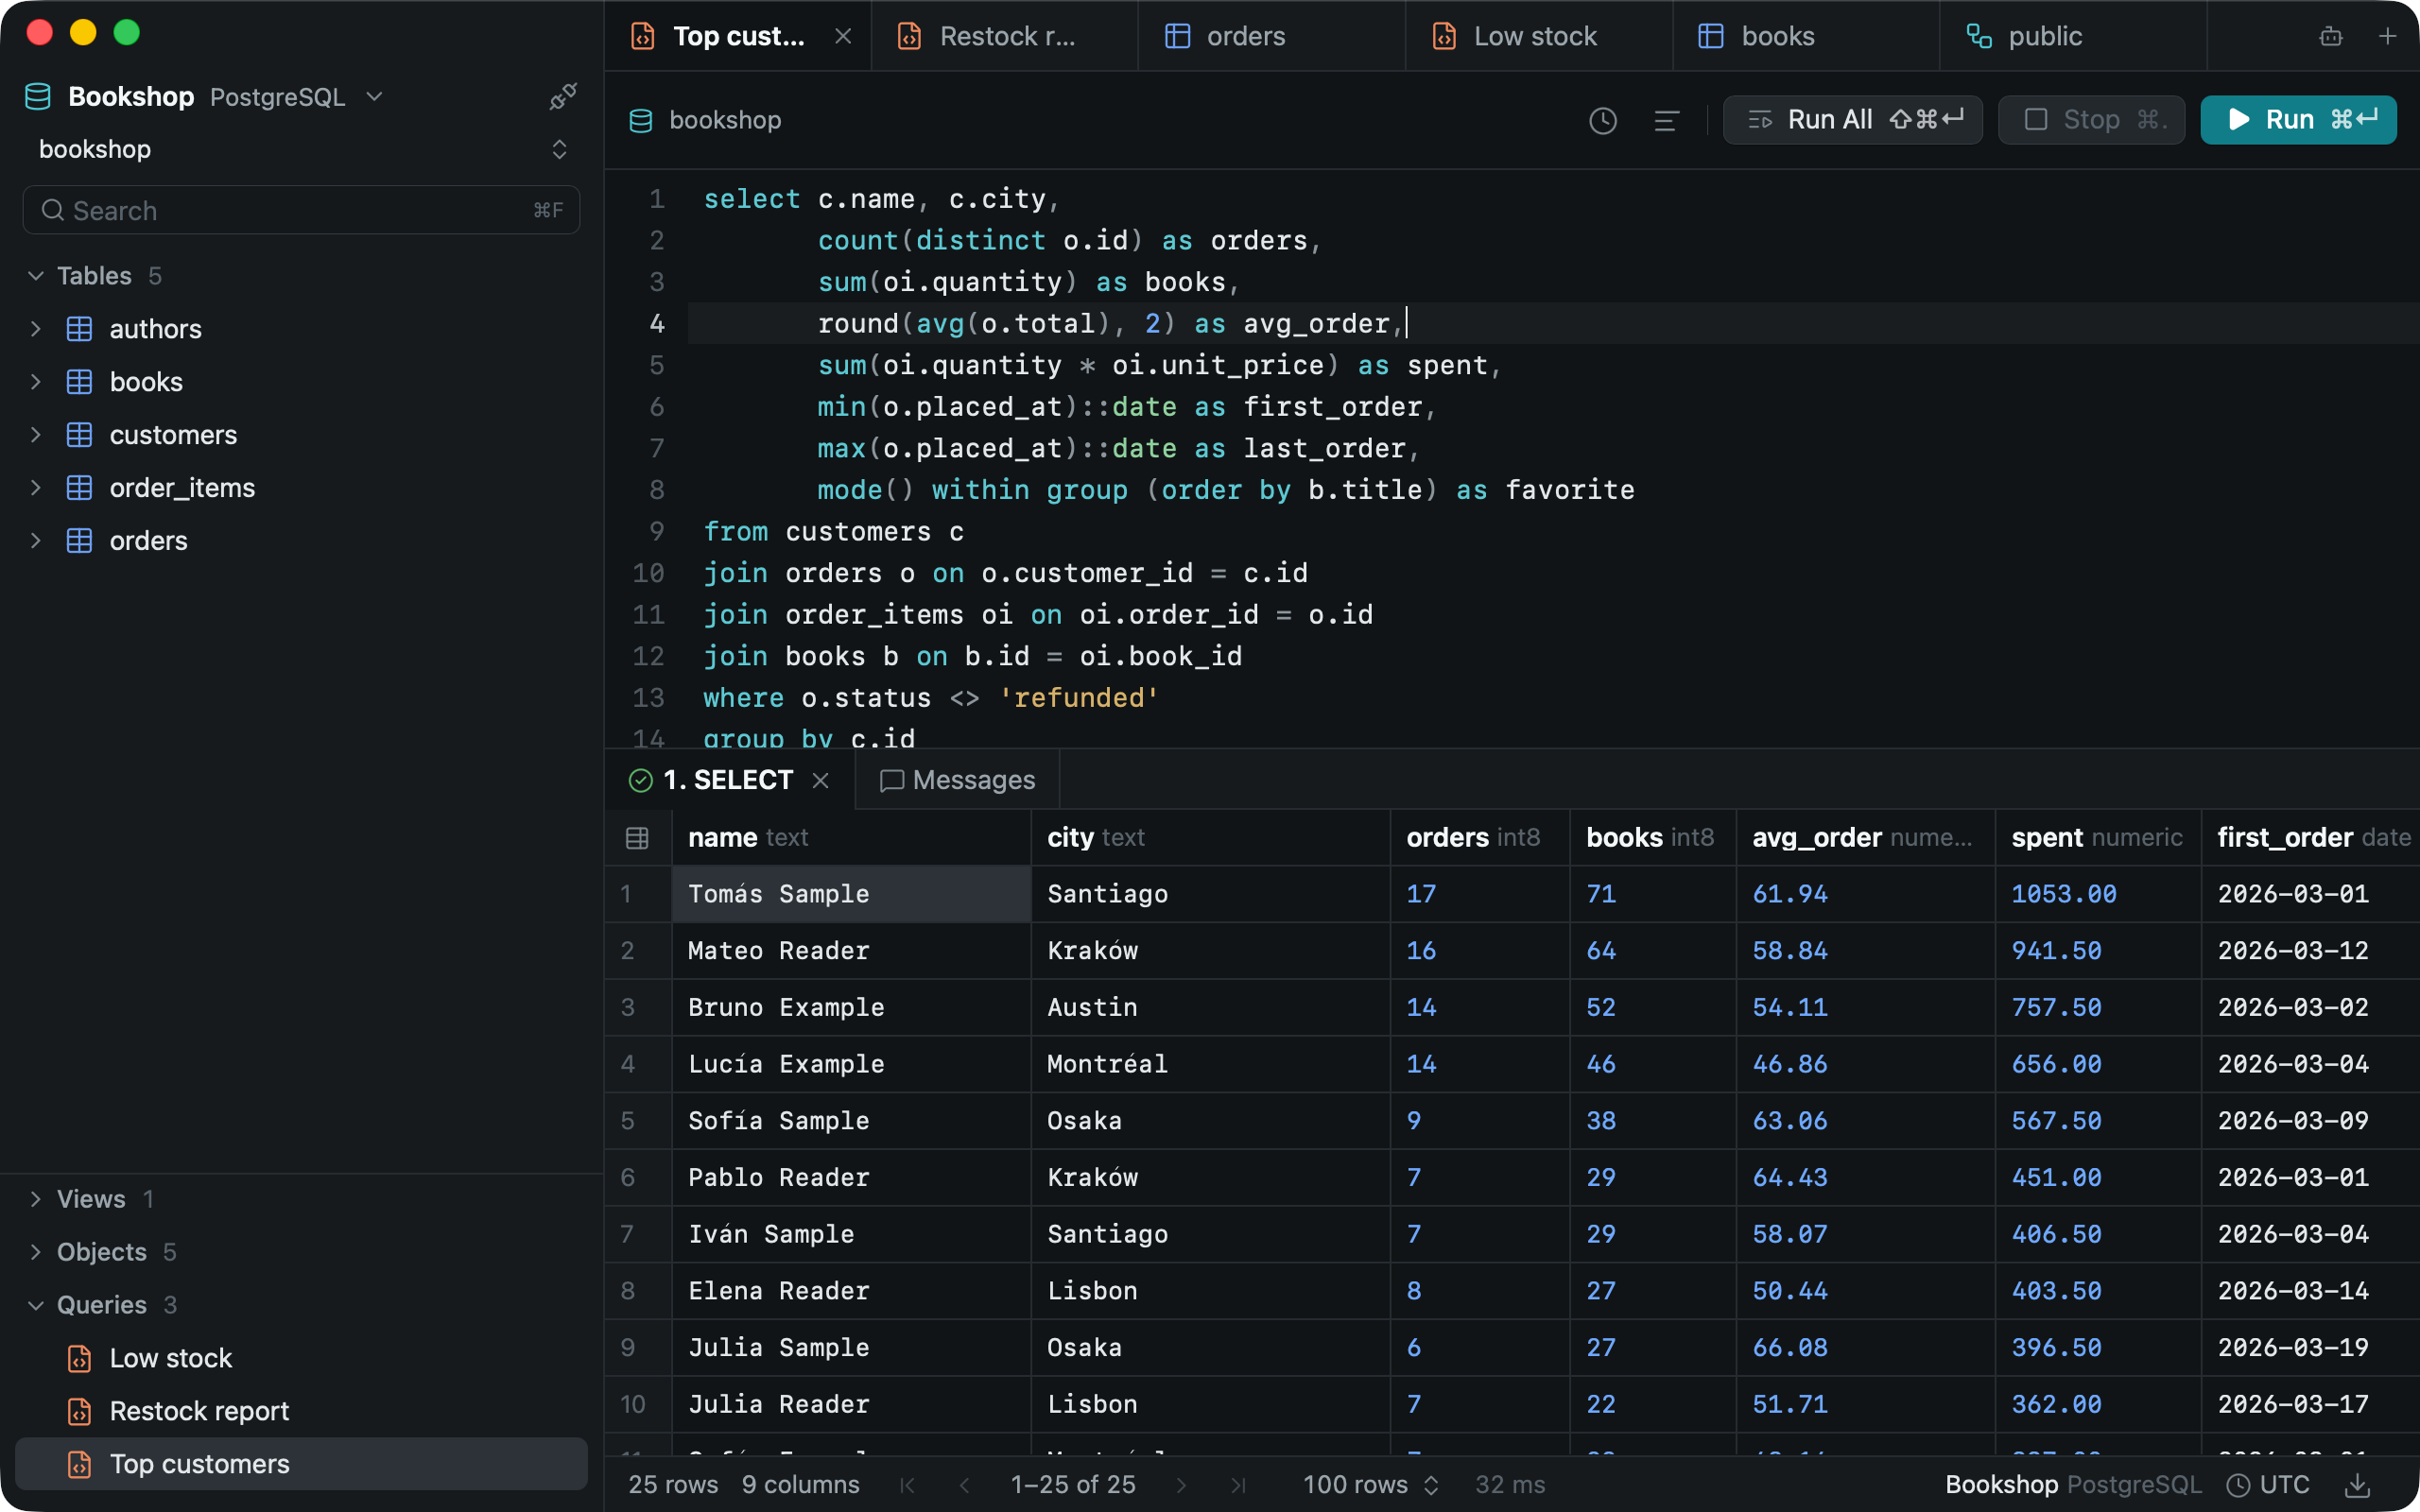 Top cust...
Restock r...
orders
Low stock
books
public
Bookshop PostgreSQL
bookshop
Search ⌘F
Tables 5
authors
books
customers
order_items
orders
Views 1
Objects 5
Queries 3
Low stock
Restock report
Top customers
bookshop
Run All ⇧⌘↵
Stop ⌘.
Run ⌘↵
1 select c.name, c.city,
2 count(distinct o.id) as orders,
3 sum(oi.quantity) as books,
4 round(avg(o.total), 2) as avg_order,
5 sum(oi.quantity * oi.unit_price) as spent,
6 min(o.placed_at)::date as first_order,
7 max(o.placed_at)::date as last_order,
8 mode() within group (order by b.title) as favorite
9 from customers c
10 join orders o on o.customer_id = c.id
11 join order_items oi on oi.order_id = o.id
12 join books b on b.id = oi.book_id
13 where o.status <> 'refunded'
14 group by c.id
1. SELECT
Messages
name text city text orders int8 books int8 avg_order nume... spent numeric first_order date
1 Tomás Sample Santiago 17 71 61.94 1053.00 2026-03-01
2 Mateo Reader Kraków 16 64 58.84 941.50 2026-03-12
3 Bruno Example Austin 14 52 54.11 757.50 2026-03-02
4 Lucía Example Montréal 14 46 46.86 656.00 2026-03-04
5 Sofía Sample Osaka 9 38 63.06 567.50 2026-03-09
6 Pablo Reader Kraków 7 29 64.43 451.00 2026-03-01
7 Iván Sample Santiago 7 29 58.07 406.50 2026-03-04
8 Elena Reader Lisbon 8 27 50.44 403.50 2026-03-14
9 Julia Sample Osaka 6 27 66.08 396.50 2026-03-19
10 Julia Reader Lisbon 7 22 51.71 362.00 2026-03-17
25 rows 9 columns 1–25 of 25 100 rows 32 ms Bookshop PostgreSQL UTC